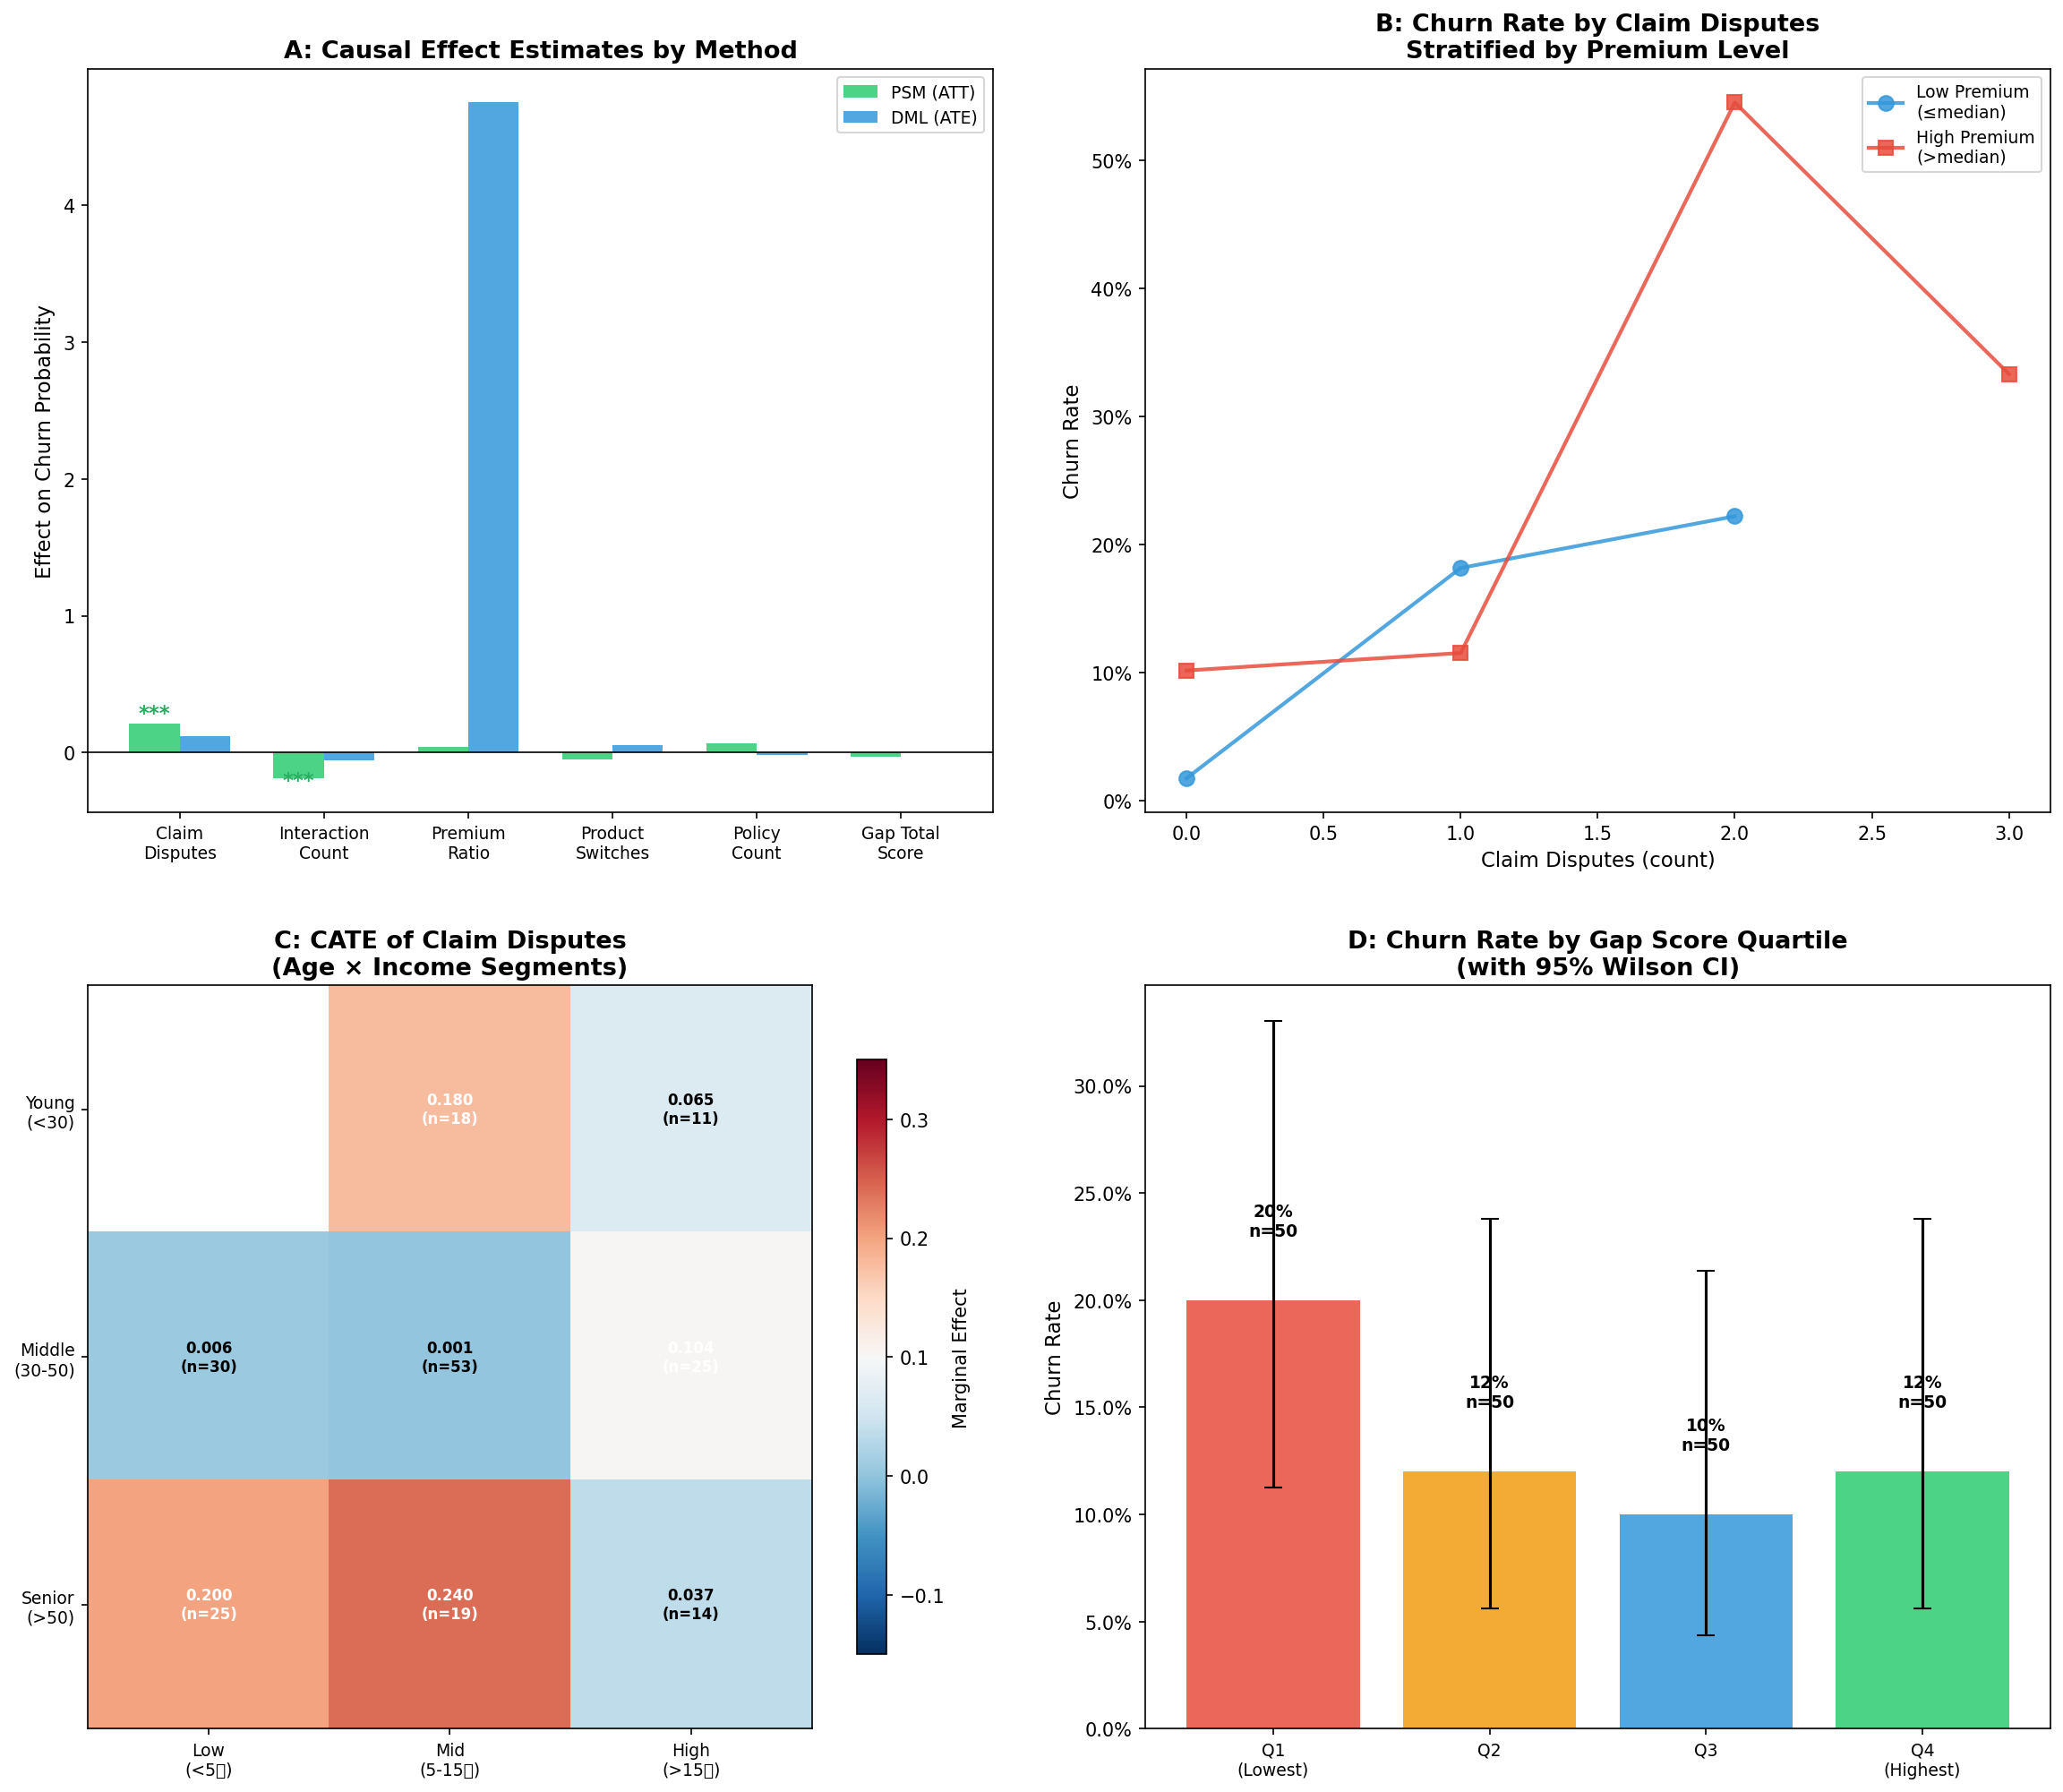 A: Causal Effect Estimates by Method
PSM (ATT)
DML (ATE)
Effect on Churn Probability
4
3
2
1
0
***
***
Claim
Disputes
Interaction
Count
Premium
Ratio
Product
Switches
Policy
Count
Gap Total
Score
B: Churn Rate by Claim Disputes
Stratified by Premium Level
Low Premium
(≤median)
High Premium
(>median)
Churn Rate
50%
40%
30%
20%
10%
0%
0.0
0.5
1.0
1.5
2.0
2.5
3.0
Claim Disputes (count)
C: CATE of Claim Disputes
(Age × Income Segments)
Young
(<30)
Middle
(30-50)
Senior
(>50)
0.180
(n=18)
0.065
(n=11)
0.006
(n=30)
0.001
(n=53)
0.104
(n=25)
0.200
(n=25)
0.240
(n=19)
0.037
(n=14)
Low
(<5▯)
Mid
(5-15▯)
High
(>15▯)
0.3
0.2
0.1
0.0
−0.1
Marginal Effect
D: Churn Rate by Gap Score Quartile
(with 95% Wilson CI)
Churn Rate
30.0%
25.0%
20.0%
15.0%
10.0%
5.0%
0.0%
20%
n=50
12%
n=50
10%
n=50
12%
n=50
Q1
(Lowest)
Q2
Q3
Q4
(Highest)